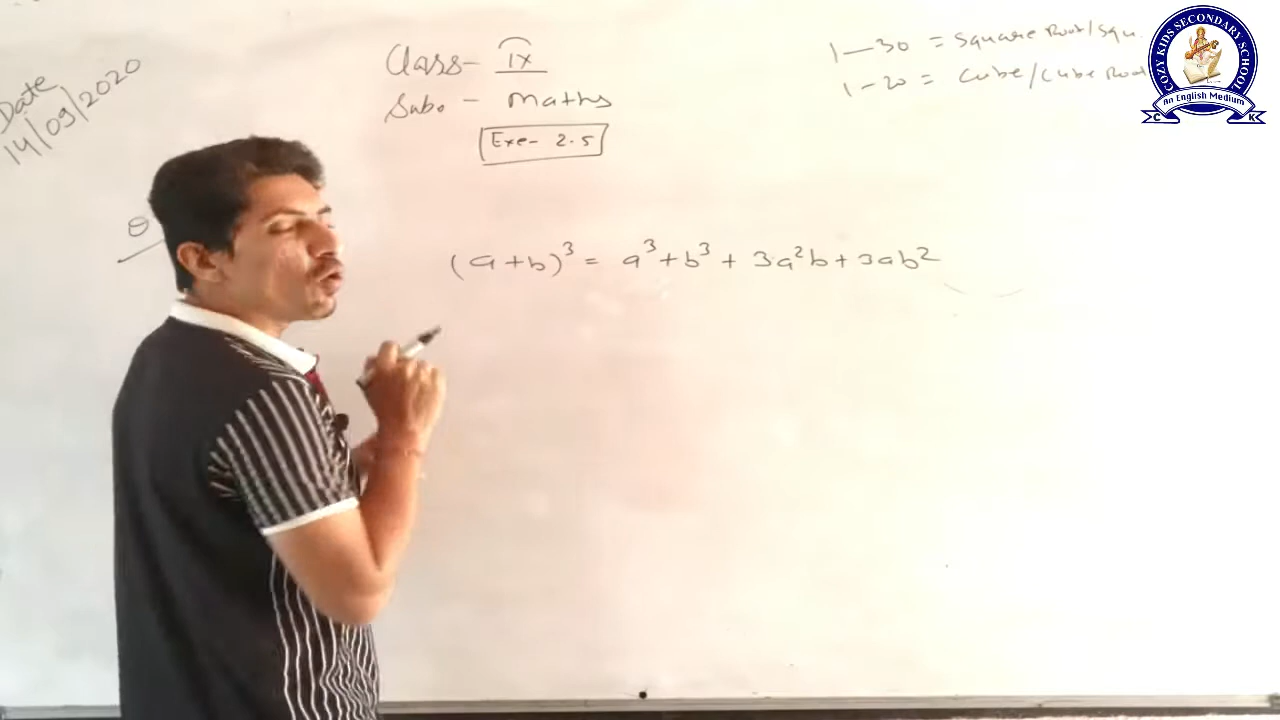 Date
14/09/2020
Class- IX
Sub. - Maths
Exe- 2.5
1-30 = Square Root/Squ.
1-20 = Cube/Cube Root
(a+b)³ = a³+b³ + 3a²b+3ab²
COZY KIDS SECONDARY SCHOOL
An English Medium
C K